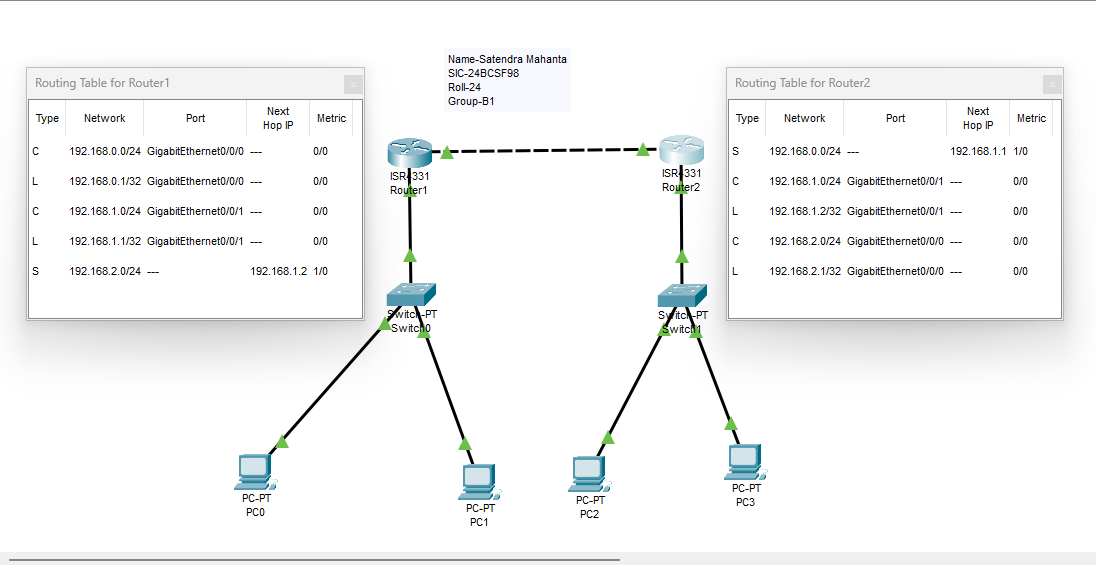 Name-Satendra Mahanta
SIC-24BCSF98
Roll-24
Group-B1
Routing Table for Router1
Type Network Port Next Hop IP Metric
C 192.168.0.0/24 GigabitEthernet0/0/0 --- 0/0
L 192.168.0.1/32 GigabitEthernet0/0/0 --- 0/0
C 192.168.1.0/24 GigabitEthernet0/0/1 --- 0/0
L 192.168.1.1/32 GigabitEthernet0/0/1 --- 0/0
S 192.168.2.0/24 --- 192.168.1.2 1/0
Routing Table for Router2
Type Network Port Next Hop IP Metric
S 192.168.0.0/24 --- 192.168.1.1 1/0
C 192.168.1.0/24 GigabitEthernet0/0/1 --- 0/0
L 192.168.1.2/32 GigabitEthernet0/0/1 --- 0/0
C 192.168.2.0/24 GigabitEthernet0/0/0 --- 0/0
L 192.168.2.1/32 GigabitEthernet0/0/0 --- 0/0
ISR4331
Router1
ISR4331
Router2
Switch-PT
Switch0
Switch-PT
Switch1
PC-PT
PC0
PC-PT
PC1
PC-PT
PC2
PC-PT
PC3